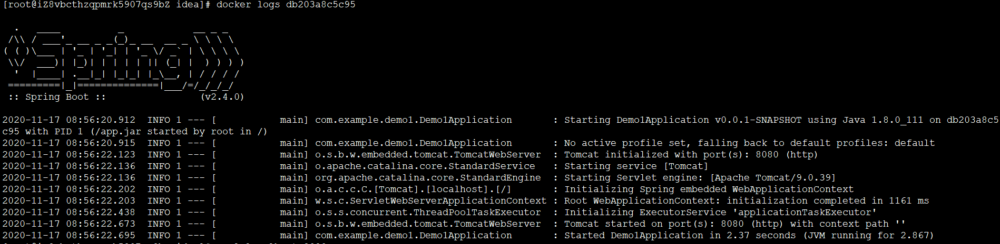 [root@iZ8vbcthzqpmrk5907qs9bZ idea]# docker logs db203a8c5c95
  .   ____          _            __ _ _
 /\\ / ___'_ __ _ _(_)_ __  __ _ \ \ \ \
( ( )\___ | '_ | '_| | '_ \/ _` | \ \ \ \
 \\/  ___)| |_)| | | | | || (_| |  ) ) ) )
  '  |____| .__|_| |_|_| |_\__, | / / / /
 =========|_|==============|___/=/_/_/_/
 :: Spring Boot ::                (v2.4.0)
2020-11-17 08:56:20.912  INFO 1 --- [           main] com.example.demo1.Demo1Application       : Starting Demo1Application v0.0.1-SNAPSHOT using Java 1.8.0_111 on db203a8c5
c95 with PID 1 (/app.jar started by root in /)
2020-11-17 08:56:20.915  INFO 1 --- [           main] com.example.demo1.Demo1Application       : No active profile set, falling back to default profiles: default
2020-11-17 08:56:22.123  INFO 1 --- [           main] o.s.b.w.embedded.tomcat.TomcatWebServer  : Tomcat initialized with port(s): 8080 (http)
2020-11-17 08:56:22.136  INFO 1 --- [           main] o.apache.catalina.core.StandardService   : Starting service [Tomcat]
2020-11-17 08:56:22.136  INFO 1 --- [           main] org.apache.catalina.core.StandardEngine  : Starting Servlet engine: [Apache Tomcat/9.0.39]
2020-11-17 08:56:22.202  INFO 1 --- [           main] o.a.c.c.C.[Tomcat].[localhost].[/]       : Initializing Spring embedded WebApplicationContext
2020-11-17 08:56:22.203  INFO 1 --- [           main] w.s.c.ServletWebServerApplicationContext : Root WebApplicationContext: initialization completed in 1161 ms
2020-11-17 08:56:22.438  INFO 1 --- [           main] o.s.s.concurrent.ThreadPoolTaskExecutor  : Initializing ExecutorService 'applicationTaskExecutor'
2020-11-17 08:56:22.673  INFO 1 --- [           main] o.s.b.w.embedded.tomcat.TomcatWebServer  : Tomcat started on port(s): 8080 (http) with context path ''
2020-11-17 08:56:22.695  INFO 1 --- [           main] com.example.demo1.Demo1Application       : Started Demo1Application in 2.37 seconds (JVM running for 2.867)